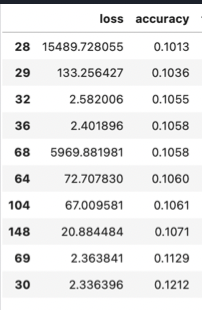 loss accuracy
28 15489.728055 0.1013
29 133.256427 0.1036
32 2.582006 0.1055
36 2.401896 0.1058
68 5969.881981 0.1058
64 72.707830 0.1060
104 67.009581 0.1061
148 20.884484 0.1071
69 2.363841 0.1129
30 2.336396 0.1212